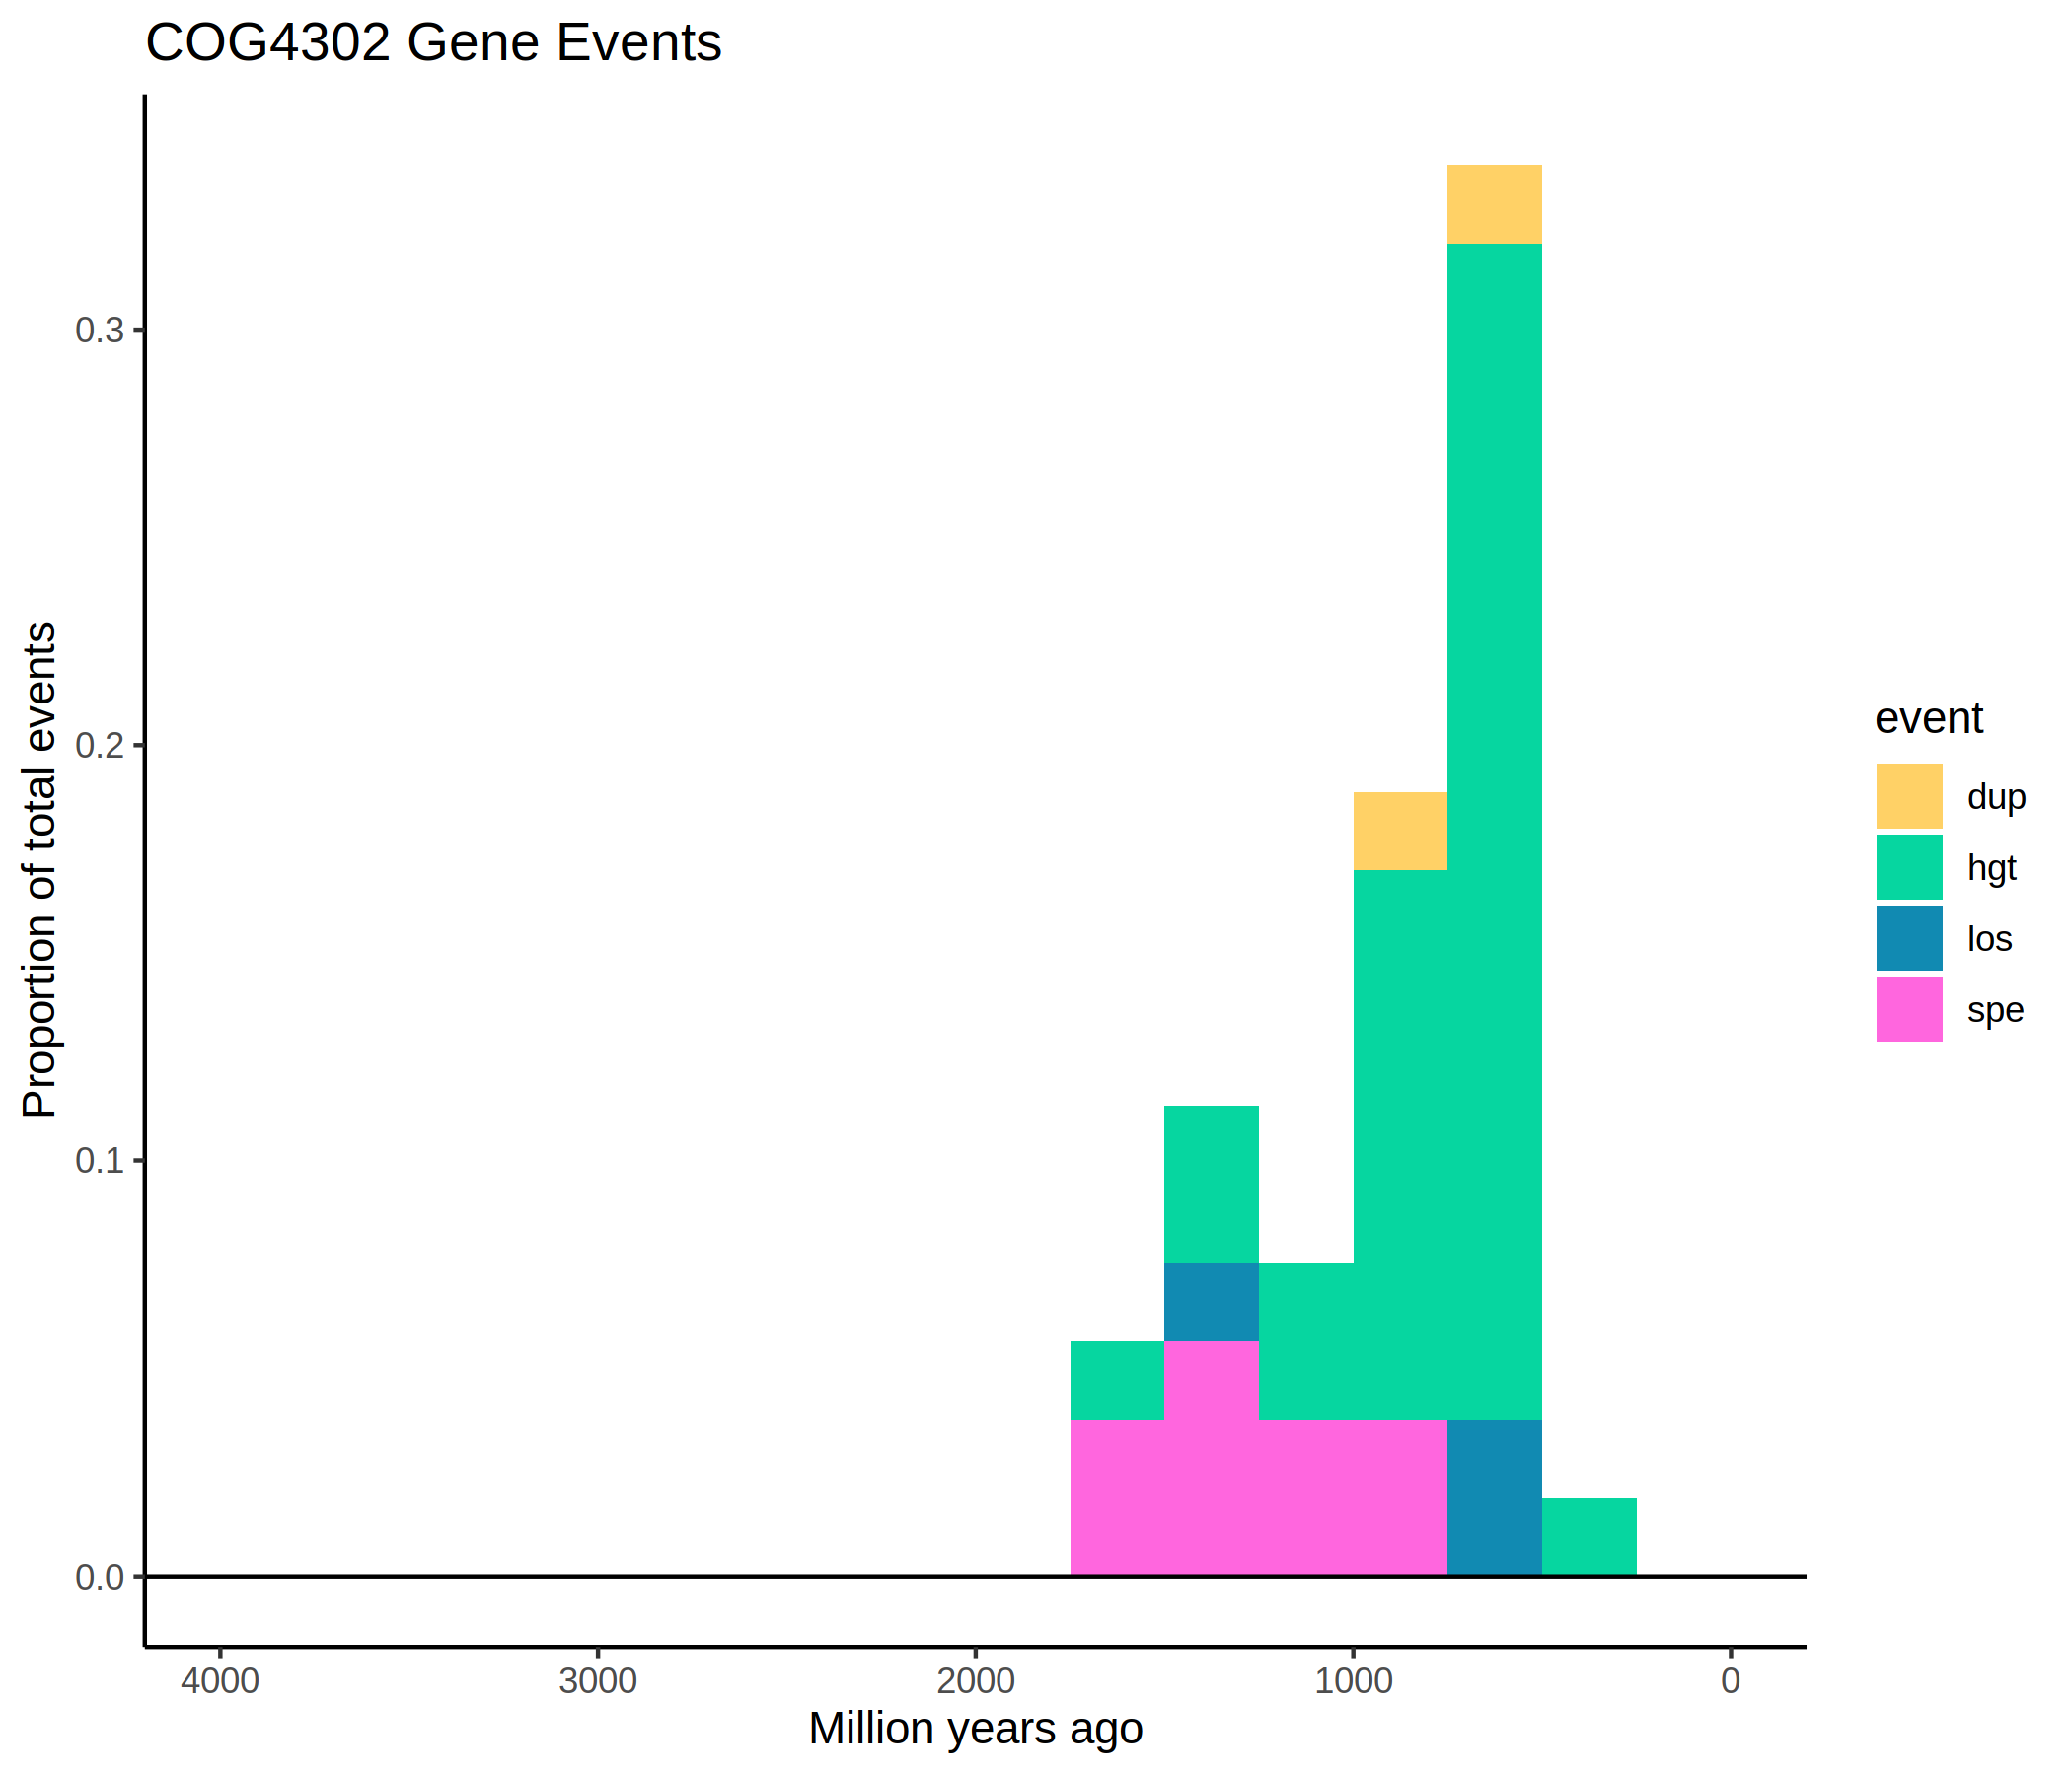 COG4302 Gene Events
Proportion of total events
0.3
0.2
0.1
0.0
4000 3000 2000 1000 0
Million years ago
event
dup
hgt
los
spe